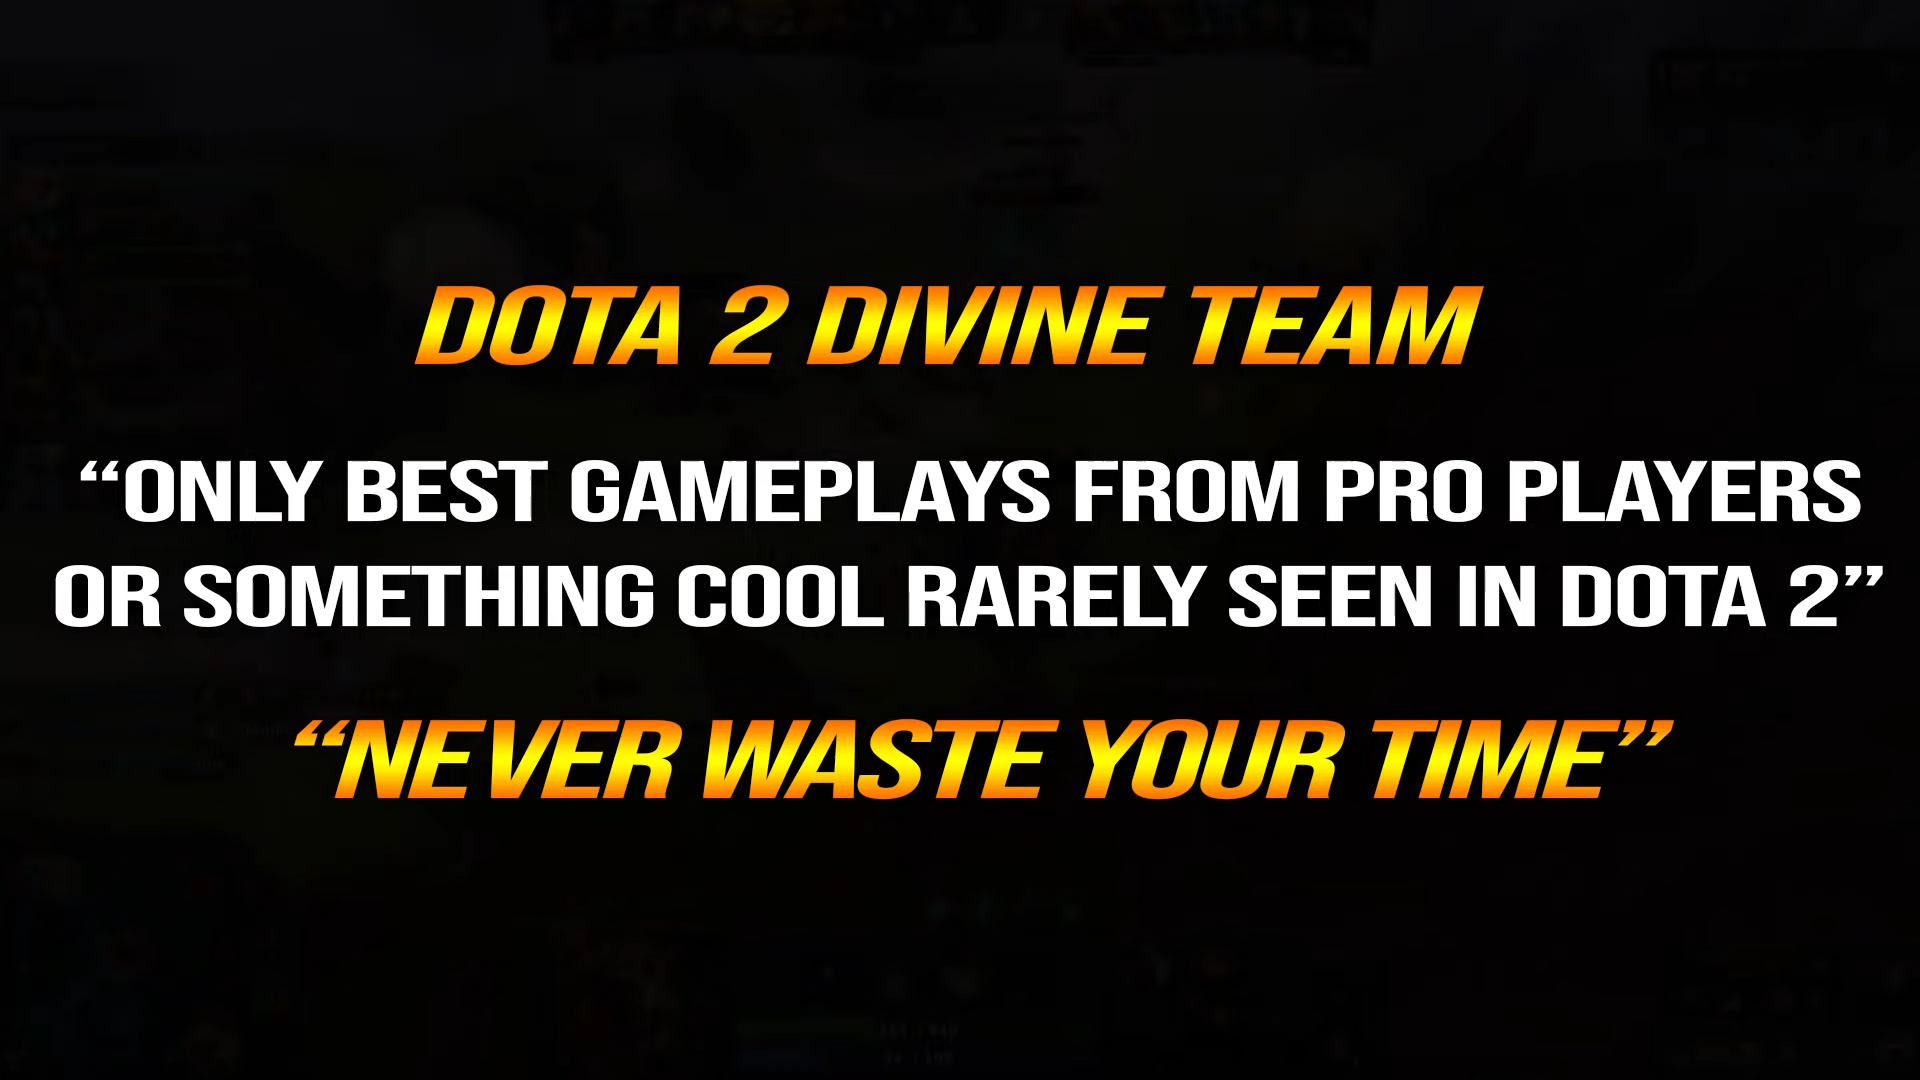 DOTA 2 DIVINE TEAM
“ONLY BEST GAMEPLAYS FROM PRO PLAYERS
OR SOMETHING COOL RARELY SEEN IN DOTA 2”
“NEVER WASTE YOUR TIME”